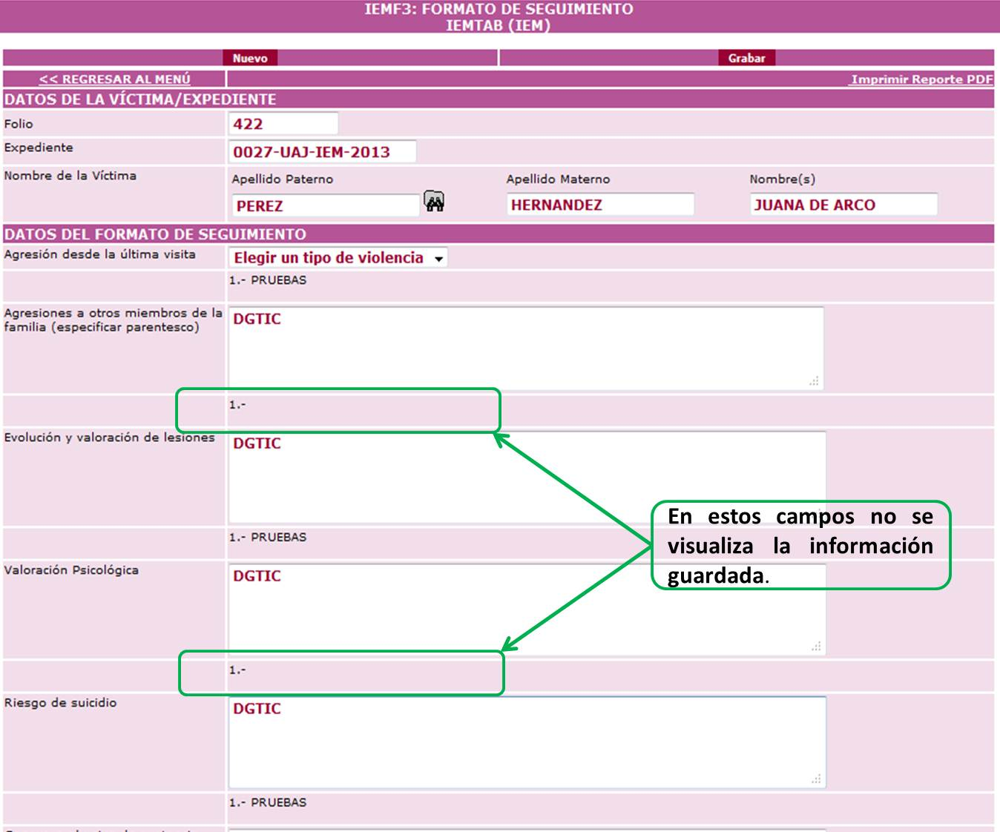 IEMF3: FORMATO DE SEGUIMIENTO
IEMTAB (IEM)
Nuevo
Grabar
<< REGRESAR AL MENÚ
Imprimir Reporte PDF
DATOS DE LA VÍCTIMA/EXPEDIENTE
Folio
422
Expediente
0027-UAJ-IEM-2013
Nombre de la Víctima
Apellido Paterno
Apellido Materno
Nombre(s)
PEREZ
HERNANDEZ
JUANA DE ARCO
DATOS DEL FORMATO DE SEGUIMIENTO
Agresión desde la última visita
Elegir un tipo de violencia
1.- PRUEBAS
Agresiones a otros miembros de la
familia (especificar parentesco)
DGTIC
1.-
Evolución y valoración de lesiones
DGTIC
En estos campos no se
visualiza la información
guardada.
1.- PRUEBAS
Valoración Psicológica
DGTIC
1.-
Riesgo de suicidio
DGTIC
1.- PRUEBAS